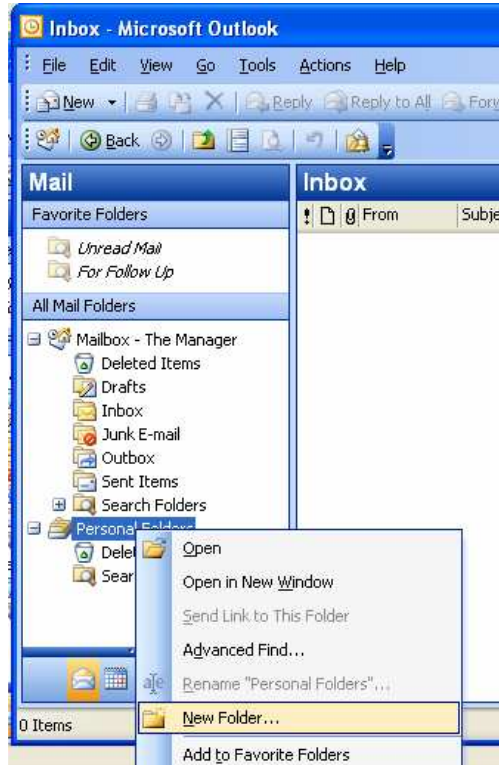 Inbox - Microsoft Outlook
File Edit View Go Tools Actions Help
New Reply Reply to All
Back
Mail
Inbox
Favorite Folders
! From Subje
Unread Mail
For Follow Up
All Mail Folders
Mailbox - The Manager
Deleted Items
Drafts
Inbox
Junk E-mail
Outbox
Sent Items
Search Folders
Personal Folders
Delet
Sear
Open
Open in New Window
Send Link to This Folder
Advanced Find...
Rename "Personal Folders"...
New Folder...
0 Items
Add to Favorite Folders